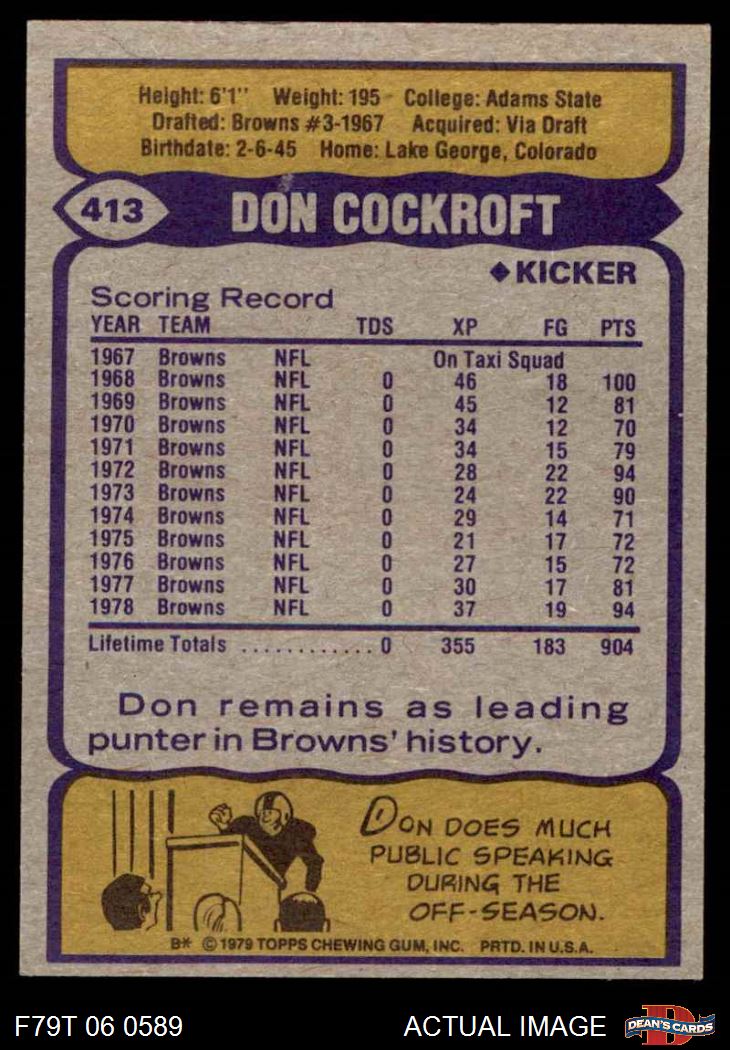 Height: 6'1" Weight: 195 College: Adams State
Drafted: Browns #3-1967 Acquired: Via Draft
Birthdate: 2-6-45 Home: Lake George, Colorado
413 DON COCKROFT
◆KICKER
Scoring Record
YEAR TEAM TDS XP FG PTS
1967 Browns NFL On Taxi Squad
1968 Browns NFL 0 46 18 100
1969 Browns NFL 0 45 12 81
1970 Browns NFL 0 34 12 70
1971 Browns NFL 0 34 15 79
1972 Browns NFL 0 28 22 94
1973 Browns NFL 0 24 22 90
1974 Browns NFL 0 29 14 71
1975 Browns NFL 0 21 17 72
1976 Browns NFL 0 27 15 72
1977 Browns NFL 0 30 17 81
1978 Browns NFL 0 37 19 94
Lifetime Totals ............ 0 355 183 904
Don remains as leading
punter in Browns' history.
DON DOES MUCH
PUBLIC SPEAKING
DURING THE
OFF-SEASON.
B* © 1979 TOPPS CHEWING GUM, INC. PRTD. IN U.S.A.
F79T 06 0589 ACTUAL IMAGE D DEAN'S CARDS